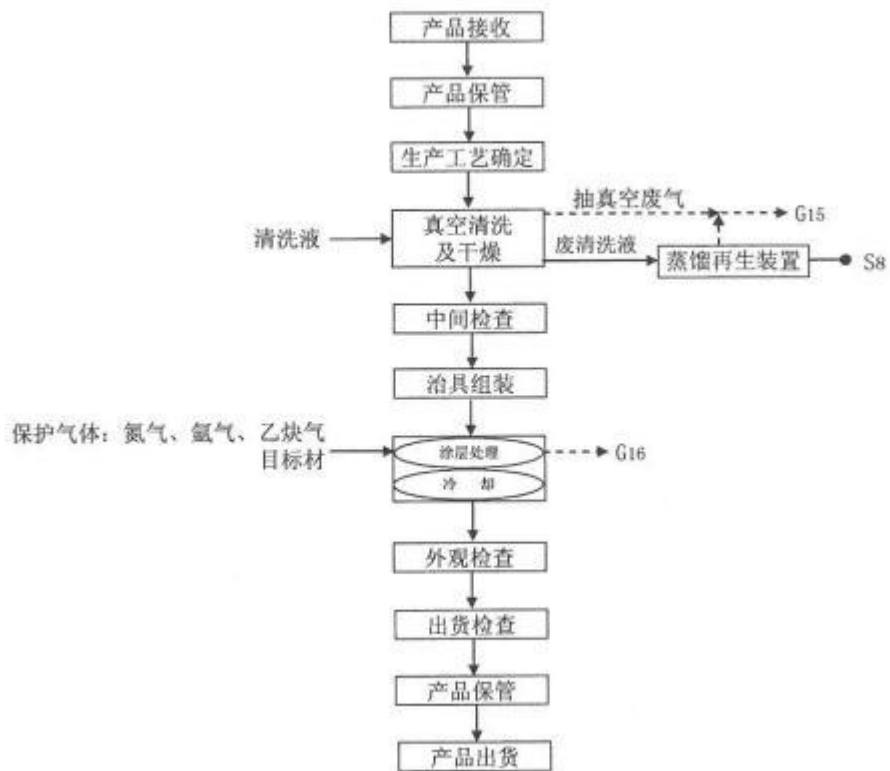 产品接收
产品保管
生产工艺确定
抽真空废气
G15
清洗液
真空清洗
及干燥
废清洗液
蒸馏再生装置
S8
中间检查
治具组装
保护气体：氮气、氩气、乙炔气
目标材
涂层处理
G16
冷 却
外观检查
出货检查
产品保管
产品出货